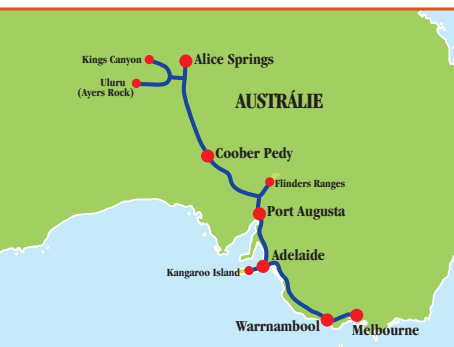 Kings Canyon
Alice Springs
Uluru
(Ayers Rock)
AUSTRÁLIE
Coober Pedy
Flinders Ranges
Port Augusta
Adelaide
Kangaroo Island
Warrnambool
Melbourne